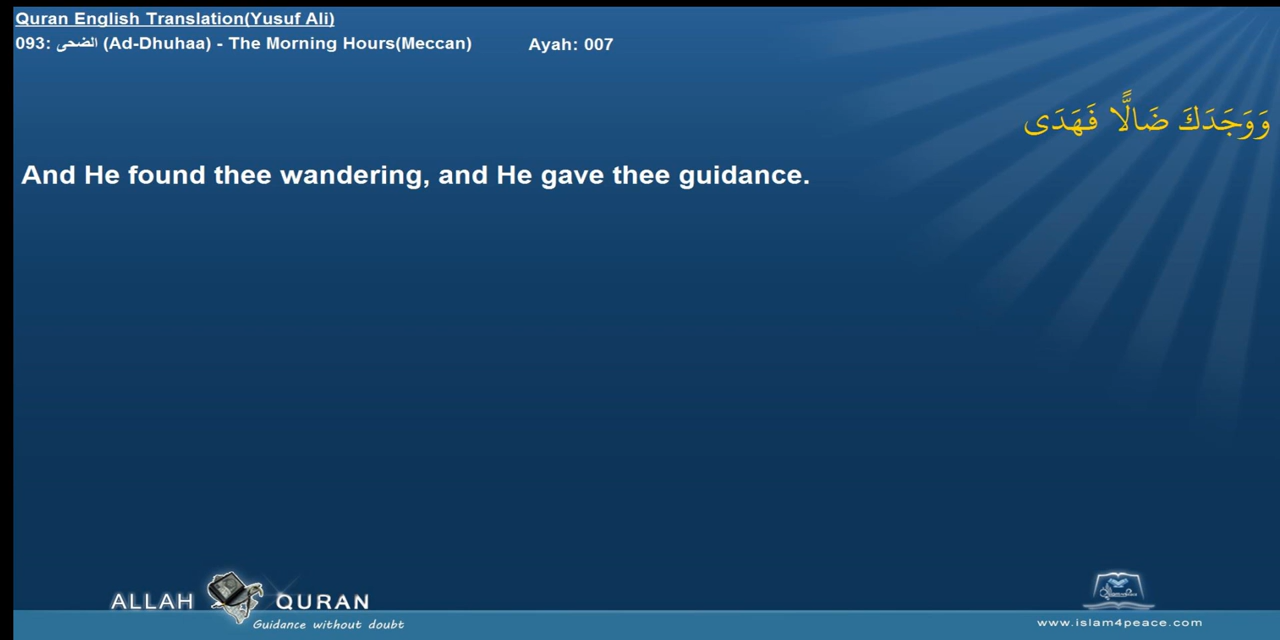 Quran English Translation(Yusuf Ali)
093: الضحى (Ad-Dhuhaa) - The Morning Hours(Meccan) Ayah: 007
وَوَجَدَكَ ضَالًّا فَهَدَى
And He found thee wandering, and He gave thee guidance.
ALLAH QURAN
Guidance without doubt
www.islam4peace.com